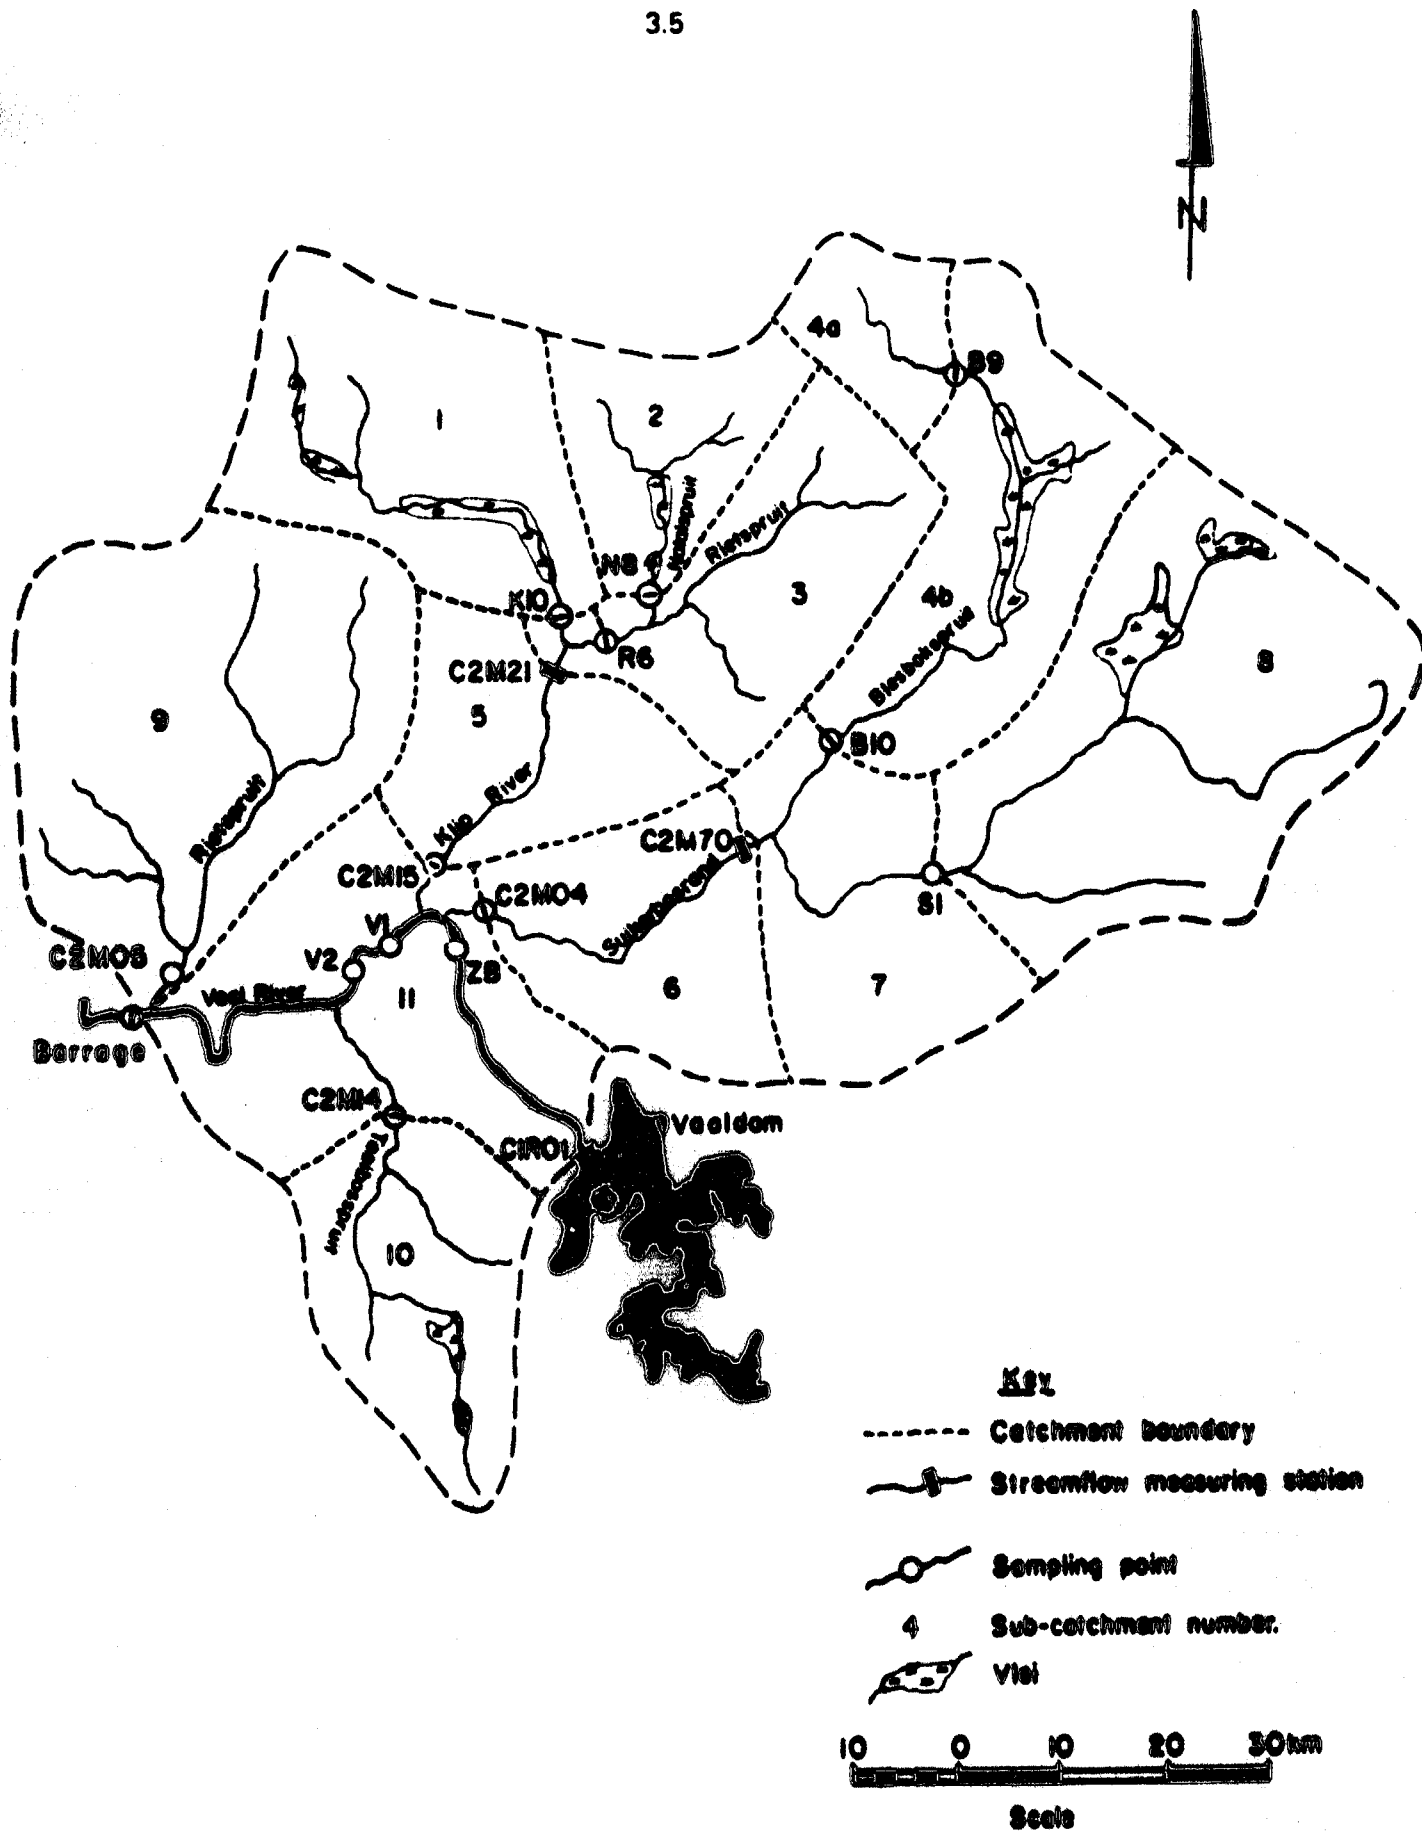 3.5
N
4a
B9
1
2
Natalspruit
Rietspruit
N8
K10
3
4b
R6
C2M21
Blesbokspruit
8
9
5
B10
Klip River
Rietspruit
C2M70
C2M15
S1
C2M04
Suikerbosrand
V1
C2M08
V2
ZB
Vaal River
11
6
7
Barrage
C2M14
Vaaldam
C1R01
Taaibosspruit
10
Key
Catchment boundary
Streamflow measuring station
Sampling point
4 Sub-catchment number.
Vlei
10 0 10 20 30km
Scale